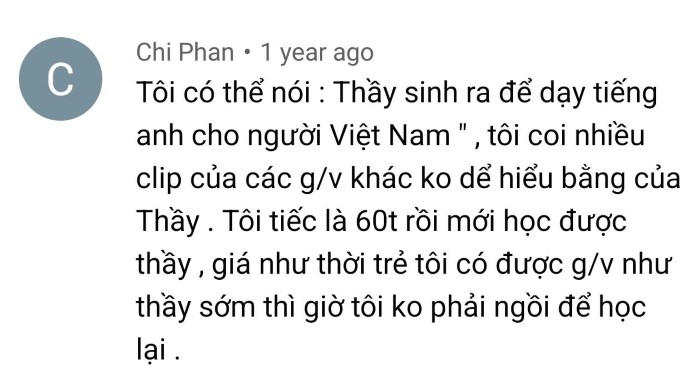 C
Chi Phan • 1 year ago
Tôi có thể nói : Thầy sinh ra để dạy tiếng
anh cho người Việt Nam " , tôi coi nhiều
clip của các g/v khác ko dể hiểu bằng của
Thầy . Tôi tiếc là 60t rồi mới học được
thầy , giá như thời trẻ tôi có được g/v như
thầy sớm thì giờ tôi ko phải ngồi để học
lại .